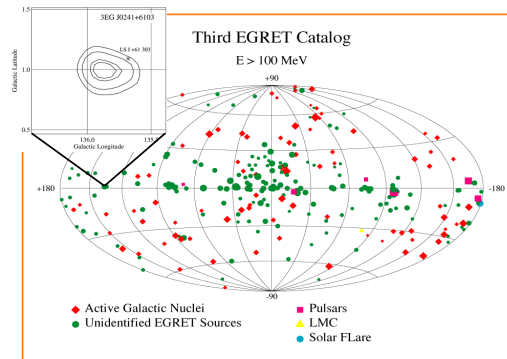 3EG J0241+6103
LS I +61 303
1.5
1.0
0.5
Galactic Latitude
136.0
135.0
Galactic Longitude
Third EGRET Catalog
E > 100 MeV
+90
+180
-180
-90
Active Galactic Nuclei
Unidentified EGRET Sources
Pulsars
LMC
Solar FLare